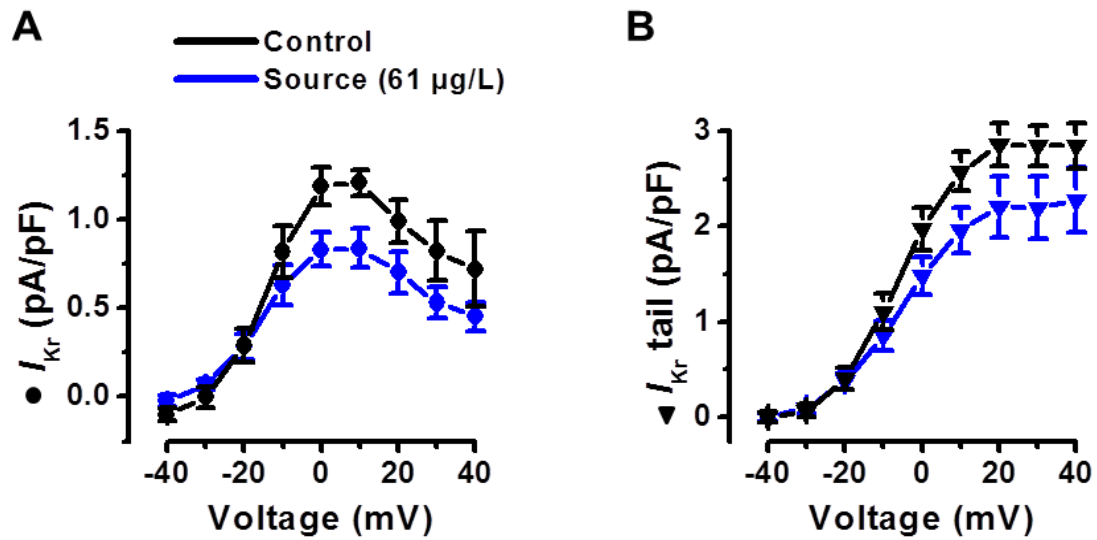 A
Control
Source (61 µg/L)
● IKr (pA/pF)
1.5
1.0
0.5
0.0
-40 -20 0 20 40
Voltage (mV)
B
▼ IKr tail (pA/pF)
3
2
1
0
-40 -20 0 20 40
Voltage (mV)